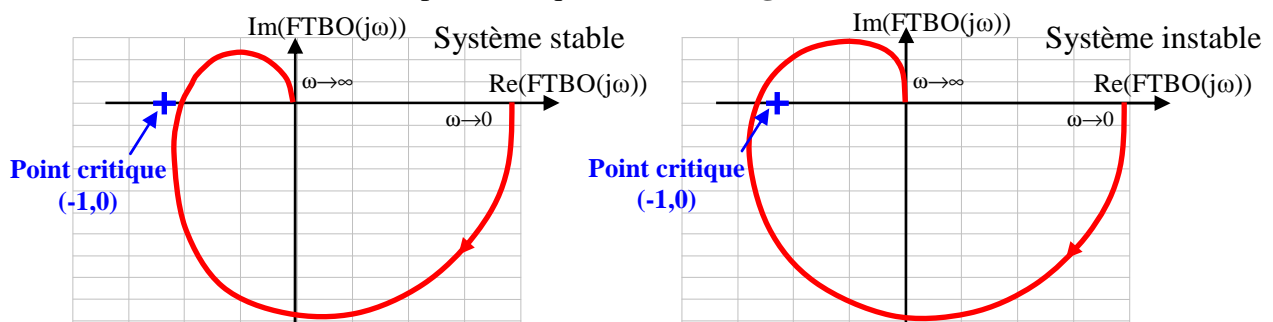 Im(FTBO(jω))
Système stable
Re(FTBO(jω))
ω→∞
ω→0
Point critique
(-1,0)
Im(FTBO(jω))
Système instable
Re(FTBO(jω))
ω→∞
ω→0
Point critique
(-1,0)